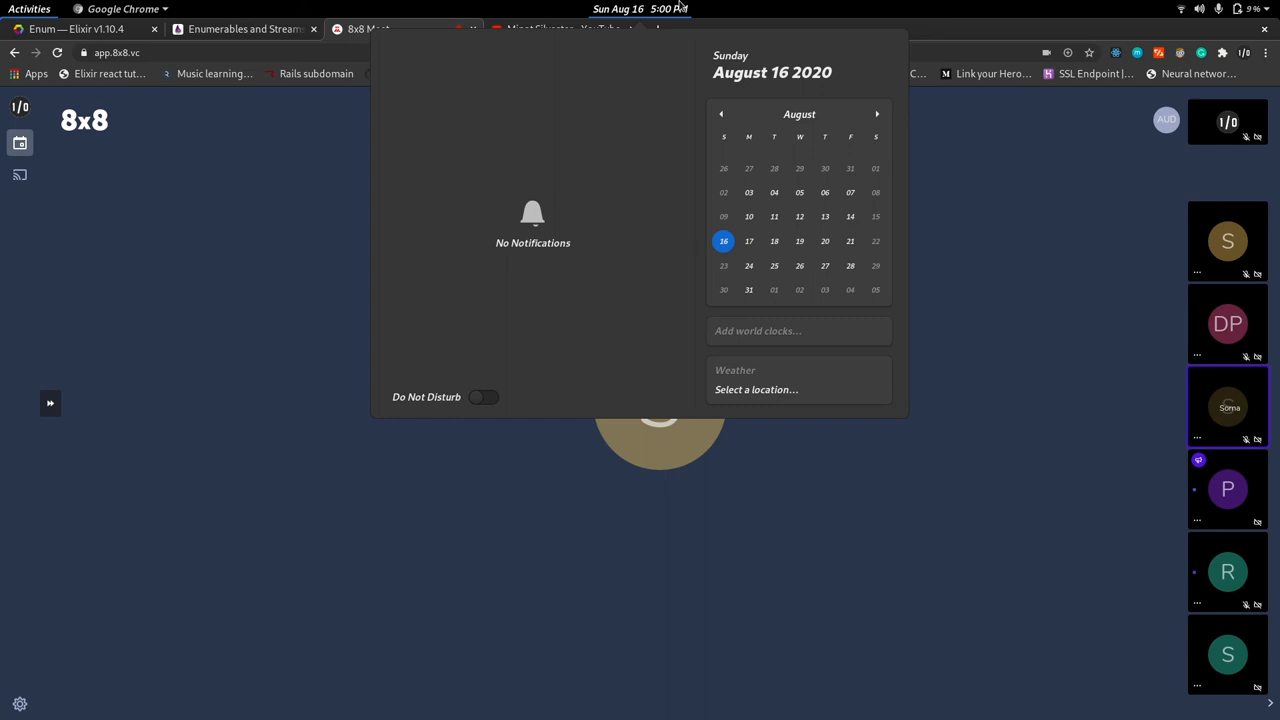 Activities
Google Chrome
Sun Aug 16 5:00 PM
9%
Enum — Elixir v1.10.4
Enumerables and Streams
8x8 Meet
app.8x8.vc
Apps
Elixir react tut...
Music learning...
Rails subdomain
C...
Link your Hero...
SSL Endpoint |...
Neural networ...
1/0
8x8
AUD
1/0
1/0
No Notifications
Do Not Disturb
Sunday
August 16 2020
August
S M T W T F S
26 27 28 29 30 31 01
02 03 04 05 06 07 08
09 10 11 12 13 14 15
16 17 18 19 20 21 22
23 24 25 26 27 28 29
30 31 01 02 03 04 05
Add world clocks...
Weather
Select a location...
S
DP
Soma
P
R
S